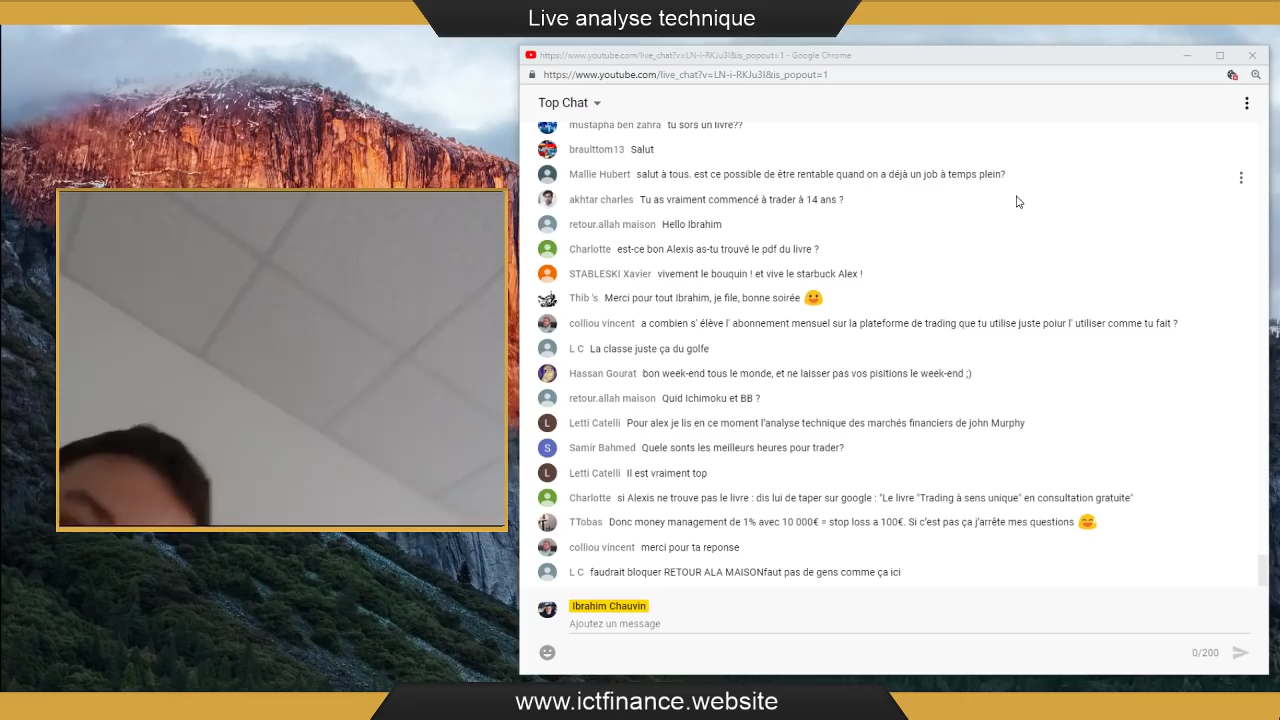 Live analyse technique
https://www.youtube.com/live_chat?v=LN-i-RKJu3I&is_popout=1 - Google Chrome
https://www.youtube.com/live_chat?v=LN-i-RKJu3I&is_popout=1
Top Chat
mustapha ben zahra tu sors un livre??
braulttom13 Salut
Mallie Hubert salut à tous. est ce possible de être rentable quand on a déjà un job à temps plein?
akhtar charles Tu as vraiment commencé à trader à 14 ans ?
retour.allah maison Hello Ibrahim
Charlotte est-ce bon Alexis as-tu trouvé le pdf du livre ?
STABLESKI Xavier vivement le bouquin ! et vive le starbuck Alex !
Thib 's Merci pour tout Ibrahim, je file, bonne soirée
colliou vincent a combien s' élève l' abonnement mensuel sur la plateforme de trading que tu utilise juste poiur l' utiliser comme tu fait ?
L C La classe juste ça du golfe
Hassan Gourat bon week-end tous le monde, et ne laisser pas vos pisitions le week-end ;)
retour.allah maison Quid Ichimoku et BB ?
L Letti Catelli Pour alex je lis en ce moment l'analyse technique des marchés financiers de john Murphy
S Samir Bahmed Quele sonts les meilleurs heures pour trader?
L Letti Catelli Il est vraiment top
Charlotte si Alexis ne trouve pas le livre : dis lui de taper sur google : "Le livre "Trading à sens unique" en consultation gratuite"
TTobas Donc money management de 1% avec 10 000€ = stop loss a 100€. Si c'est pas ça j'arrête mes questions
colliou vincent merci pour ta reponse
L C faudrait bloquer RETOUR ALA MAISONfaut pas de gens comme ça ici
Ibrahim Chauvin
Ajoutez un message
0/200
www.ictfinance.website